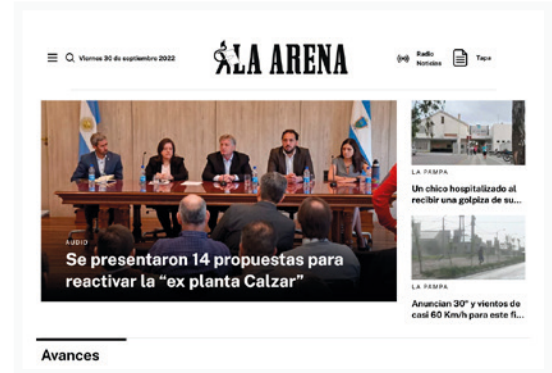 Viernes 30 de septiembre 2022
LA ARENA
Radio
Noticias
Tapa
AUDIO
Se presentaron 14 propuestas para
reactivar la “ex planta Calzar”
LA PAMPA
Un chico hospitalizado al
recibir una golpiza de su...
LA PAMPA
Anuncian 30° y vientos de
casi 60 Km/h para este fi...
Avances